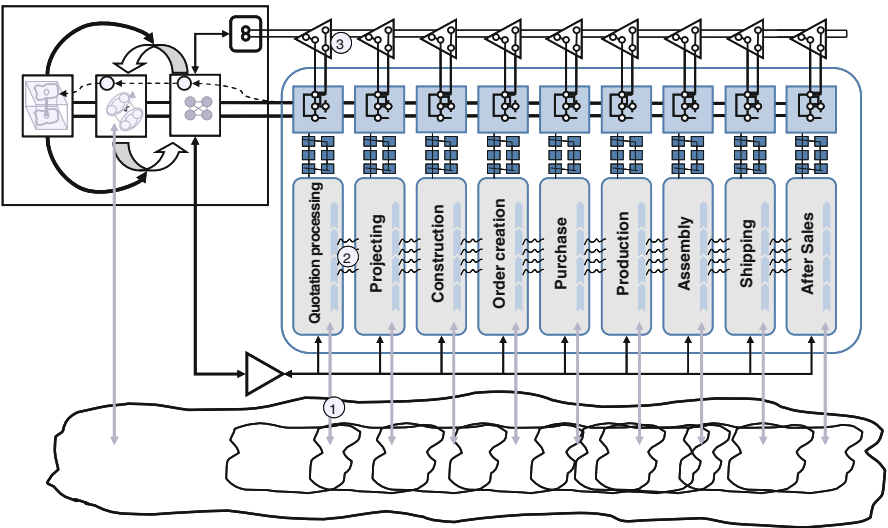 3
Quotation processing
Projecting
Construction
Order creation
Purchase
Production
Assembly
Shipping
After Sales
2
1